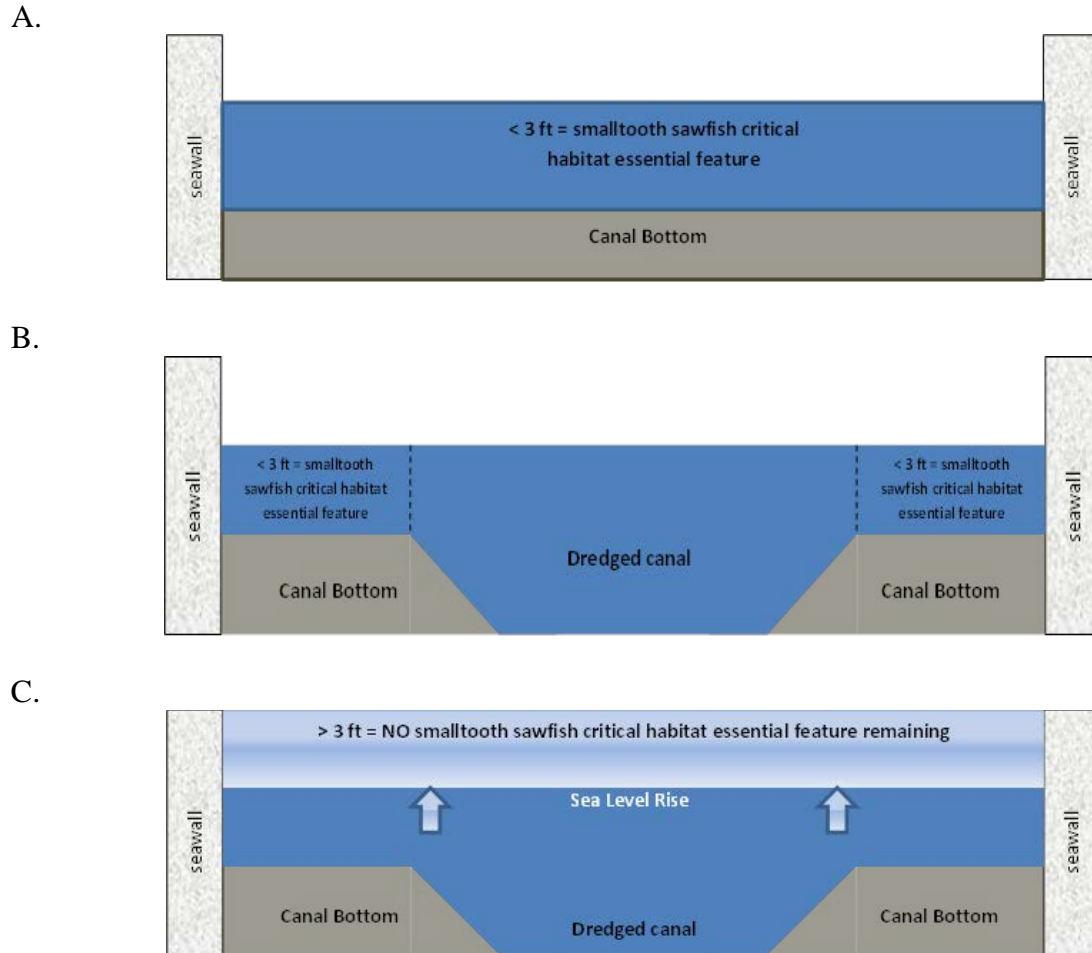 A.
seawall
< 3 ft = smalltooth sawfish critical
habitat essential feature
seawall
Canal Bottom
B.
seawall
< 3 ft = smalltooth
sawfish critical habitat
essential feature
< 3 ft = smalltooth
sawfish critical habitat
essential feature
seawall
Dredged canal
Canal Bottom
Canal Bottom
C.
> 3 ft = NO smalltooth sawfish critical habitat essential feature remaining
Sea Level Rise
seawall
seawall
Canal Bottom
Dredged canal
Canal Bottom